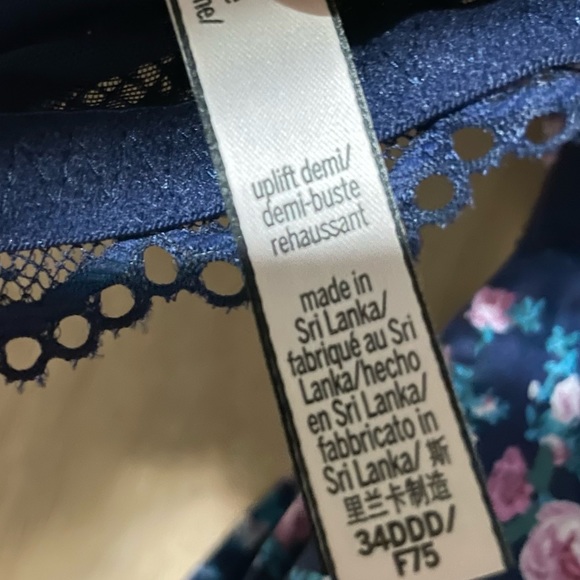 ne/
uplift demi/
demi-buste
rehaussant
made in
Sri Lanka/
fabriqué au Sri
Lanka/hecho
en Sri Lanka/
fabbricato in
Sri Lanka/ 斯
里兰卡制造
34DDD/
F75